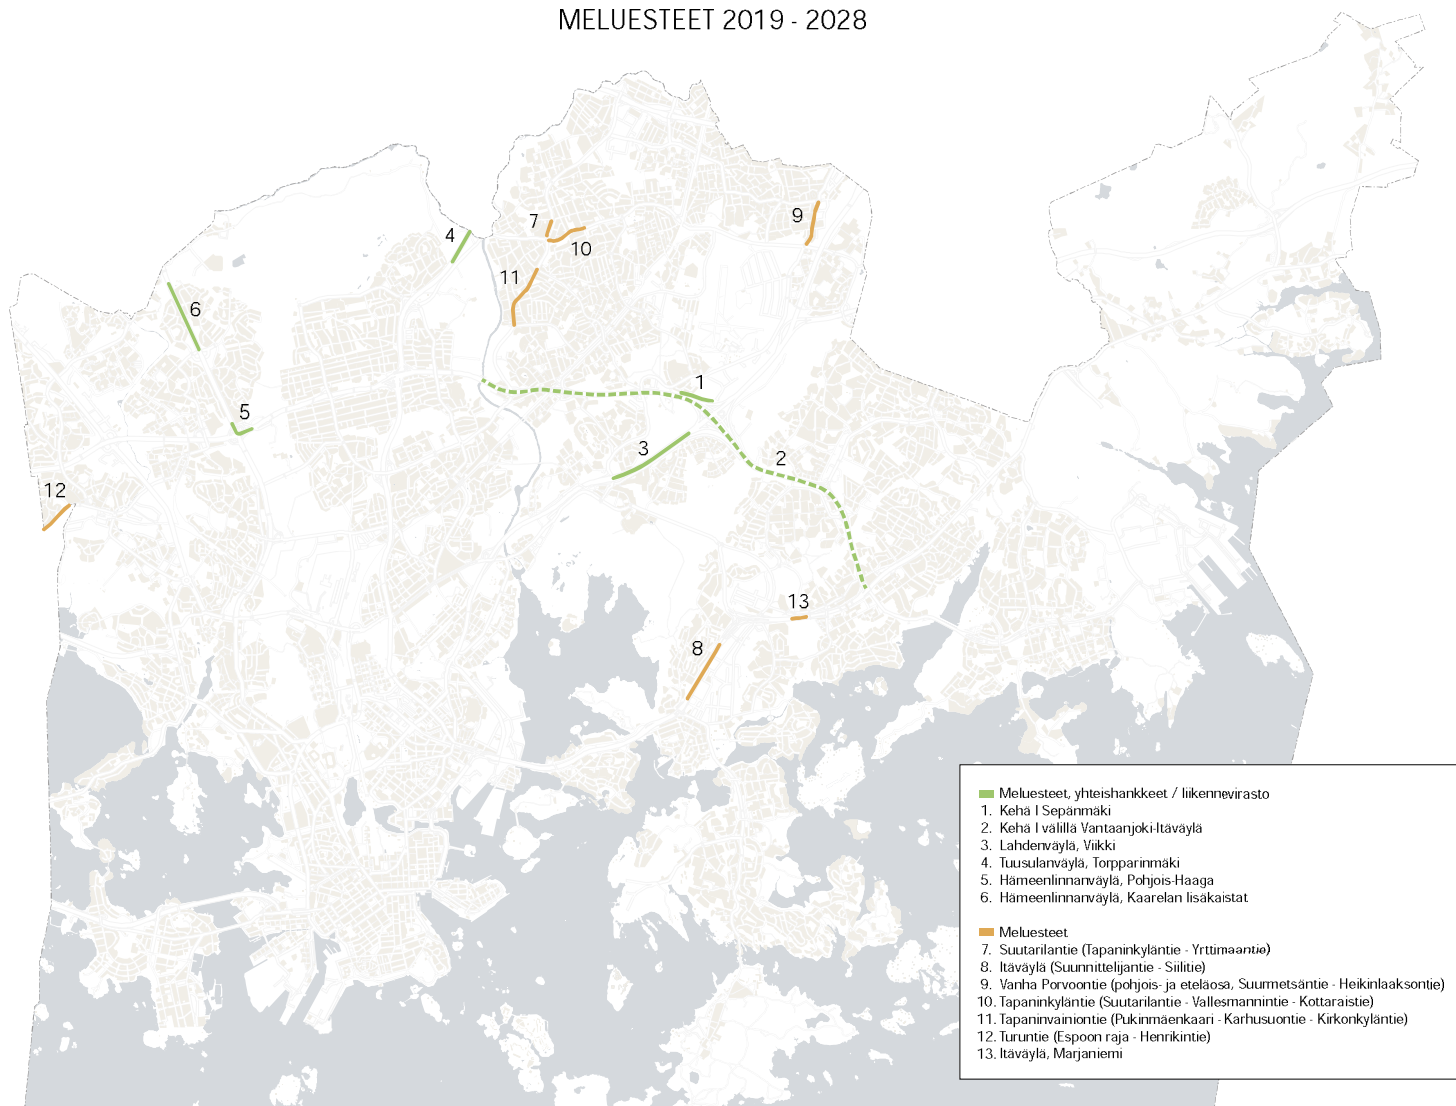 MELUESTEET 2019 - 2028
9
7
4
10
11
6
1
5
3
2
12
13
8
Meluesteet, yhteishankkeet / liikennevirasto
1. Kehä I Sepänmäki
2. Kehä I välillä Vantaanjoki-Itäväylä
3. Lahdenväylä, Viikki
4. Tuusulanväylä, Torpparinmäki
5. Hämeenlinnanväylä, Pohjois-Haaga
6. Hämeenlinnanväylä, Kaarelan lisäkaistat
Meluesteet
7. Suutarilantie (Tapaninkyläntie - Yrttimaantie)
8. Itäväylä (Suunnittelijantie - Siilitie)
9. Vanha Porvoontie (pohjois- ja eteläosa, Suurmetsäntie - Heikinlaaksontie)
10. Tapaninkyläntie (Suutarilantie - Vallesmannintie - Kottaraistie)
11. Tapaninvainiontie (Pukinmäenkaari - Karhusuontie - Kirkonkyläntie)
12. Turuntie (Espoon raja - Henrikintie)
13. Itäväylä, Marjaniemi